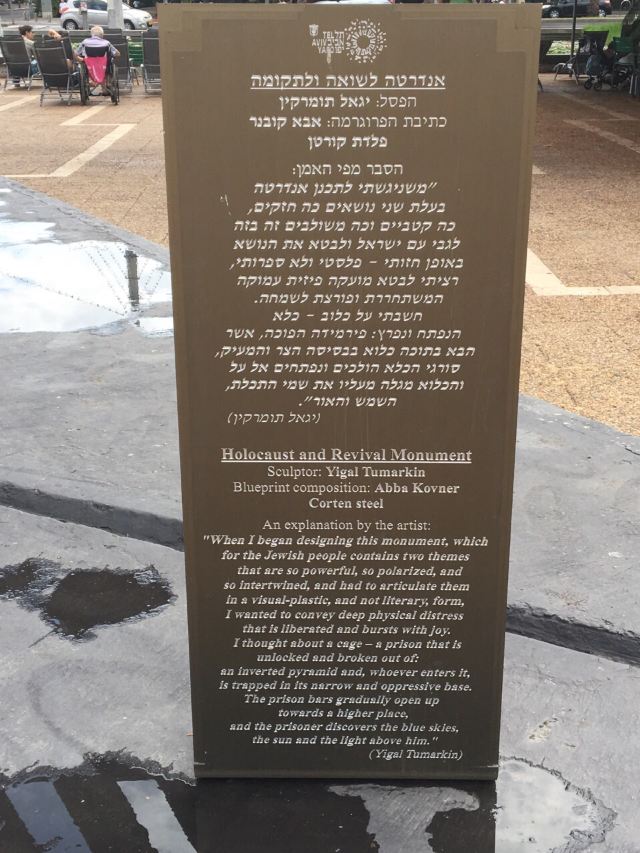 TEL
AVIV
YAFO
תל
אביב
יפו
אנדרטה לשואה ולתקומה
הפסל: יגאל תומרקין
כתיבת הפרוגרמה: אבא קובנר
פלדת קורטן
הסבר מפי האמן:
"משניגשתי לתכנן אנדרטה
בעלת שני נושאים כה חזקים,
כה קטביים וכה משולבים זה בזה
לגבי עם ישראל ולבטא את הנושא
באופן חזותי - פלסטי ולא ספרותי,
רציתי לבטא מועקה פיזית עמוקה
המשתחררת ופורצת לשמחה.
חשבתי על כלוב - כלא
הנפתח ונפרץ: פירמידה הפוכה, אשר
הבא בתוכה כלוא בבסיסה הצר והמעיק,
סורגי הכלא הולכים ונפתחים אל על
והכלוא מגלה מעליו את שמי התכלת,
השמש והאור".
(יגאל תומרקין)
Holocaust and Revival Monument
Sculptor: Yigal Tumarkin
Blueprint composition: Abba Kovner
Corten steel
An explanation by the artist:
"When I began designing this monument, which
for the Jewish people contains two themes
that are so powerful, so polarized, and
so intertwined, and had to articulate them
in a visual-plastic, and not literary, form,
I wanted to convey deep physical distress
that is liberated and bursts with joy.
I thought about a cage – a prison that is
unlocked and broken out of:
an inverted pyramid and, whoever enters it,
is trapped in its narrow and oppressive base.
The prison bars gradually open up
towards a higher place,
and the prisoner discovers the blue skies,
the sun and the light above him."
(Yigal Tumarkin)